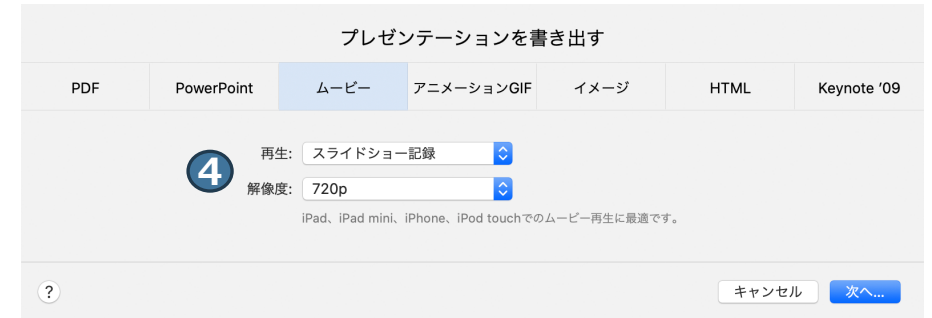 プレゼンテーションを書き出す
PDF PowerPoint ムービー アニメーションGIF イメージ HTML Keynote '09
4
再生: スライドショー記録
解像度: 720p
iPad、iPad mini、iPhone、iPod touchでのムービー再生に最適です。
? キャンセル 次へ...